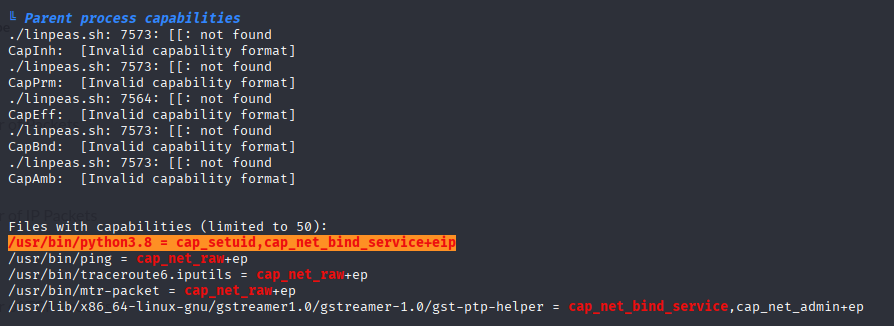 ╚ Parent process capabilities
./linpeas.sh: 7573: [[: not found
CapInh:  [Invalid capability format]
./linpeas.sh: 7573: [[: not found
CapPrm:  [Invalid capability format]
./linpeas.sh: 7564: [[: not found
CapEff:  [Invalid capability format]
./linpeas.sh: 7573: [[: not found
CapBnd:  [Invalid capability format]
./linpeas.sh: 7573: [[: not found
CapAmb:  [Invalid capability format]
of IP Packets
Files with capabilities (limited to 50):
/usr/bin/python3.8 = cap_setuid,cap_net_bind_service+eip
/usr/bin/ping = cap_net_raw+ep
/usr/bin/traceroute6.iputils = cap_net_raw+ep
/usr/bin/mtr-packet = cap_net_raw+ep
/usr/lib/x86_64-linux-gnu/gstreamer1.0/gstreamer-1.0/gst-ptp-helper = cap_net_bind_service,cap_net_admin+ep